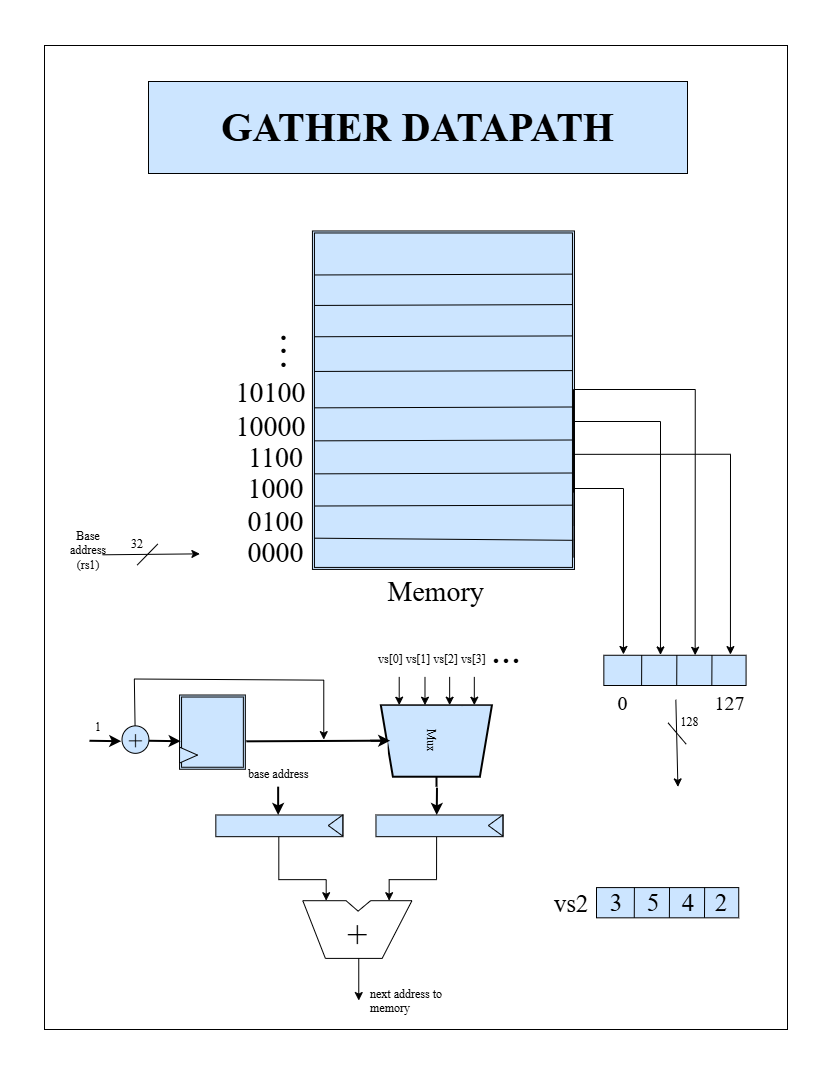 GATHER DATAPATH
10100
10000
1100
1000
0100
0000
Base
address
(rs1)
32
Memory
vs[0] vs[1] vs[2] vs[3]
0
127
128
1
+
Mux
base address
vs2
3 5 4 2
+
next address to
memory